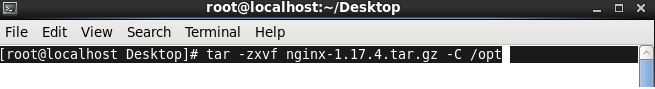 root@localhost:~/Desktop
File Edit View Search Terminal Help
[root@localhost Desktop]# tar -zxvf nginx-1.17.4.tar.gz -C /opt